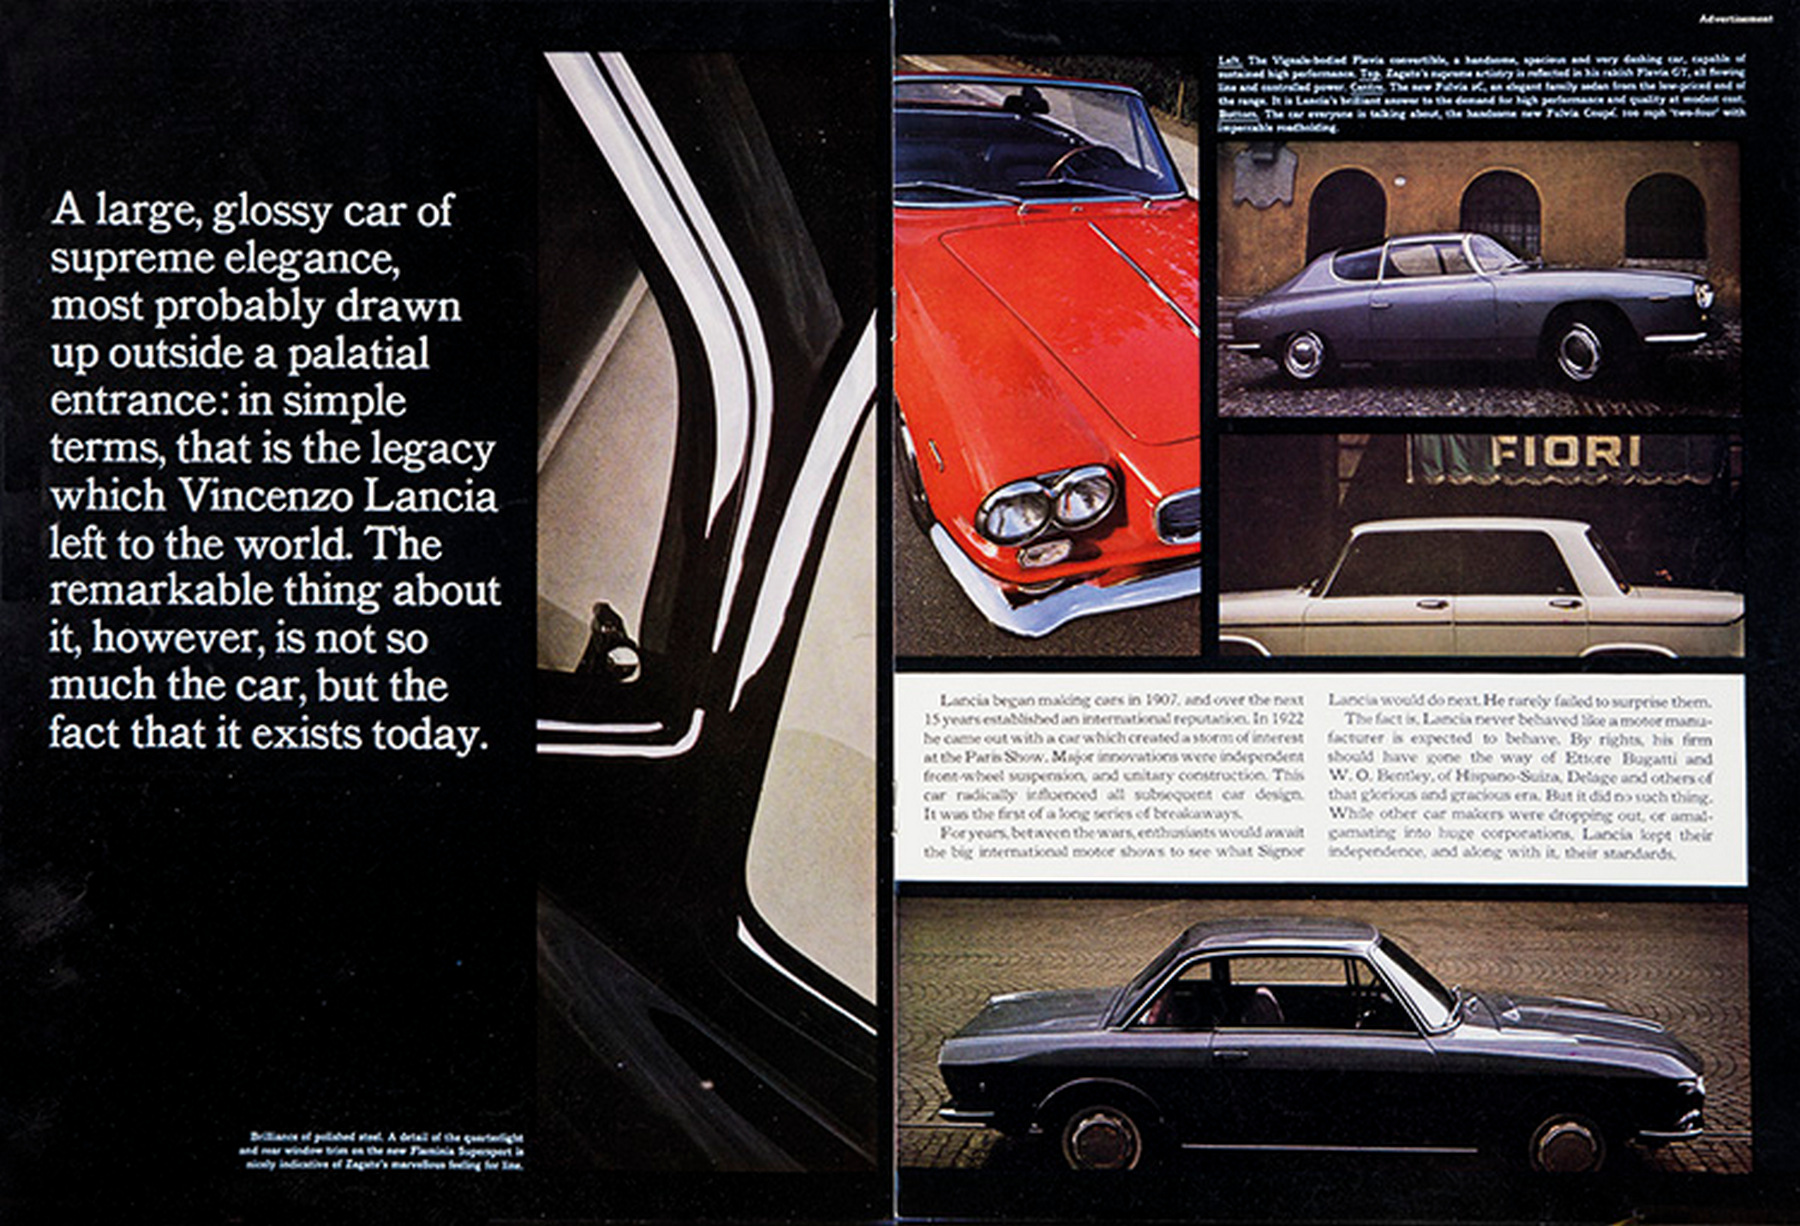 A large, glossy car of
supreme elegance,
most probably drawn
up outside a palatial
entrance: in simple
terms, that is the legacy
which Vincenzo Lancia
left to the world. The
remarkable thing about
it, however, is not so
much the car, but the
fact that it exists today.
Brilliance of polished steel. A detail of the quarterlight
and rear window trim on the new Flaminia Supersport is
nicely indicative of Zagato's marvellous feeling for line.
Advertisement
Left. The Vignale-bodied Flavia convertible, a handsome, spacious and very dashing car, capable of
sustained high performance. Top. Zagato's supreme artistry is reflected in his rakish Flavia GT, all flowing
line and controlled power. Centre. The new Fulvia 2C, an elegant family sedan from the low-priced end of
the range. It is Lancia's brilliant answer to the demand for high performance and quality at modest cost.
Bottom. The car everyone is talking about, the handsome new Fulvia Coupé. 100 mph 'two-four' with
impeccable roadholding.
FIORI
Lancia began making cars in 1907, and over the next
15 years established an international reputation. In 1922
he came out with a car which created a storm of interest
at the Paris Show. Major innovations were independent
front-wheel suspension, and unitary construction. This
car radically influenced all subsequent car design.
It was the first of a long series of breakaways.
For years, between the wars, enthusiasts would await
the big international motor shows to see what Signor
Lancia would do next. He rarely failed to surprise them.
The fact is, Lancia never behaved like a motor manu-
facturer is expected to behave. By rights, his firm
should have gone the way of Ettore Bugatti and
W. O. Bentley, of Hispano-Suiza, Delage and others of
that glorious and gracious era. But it did no such thing.
While other car makers were dropping out, or amal-
gamating into huge corporations, Lancia kept their
independence, and along with it, their standards.